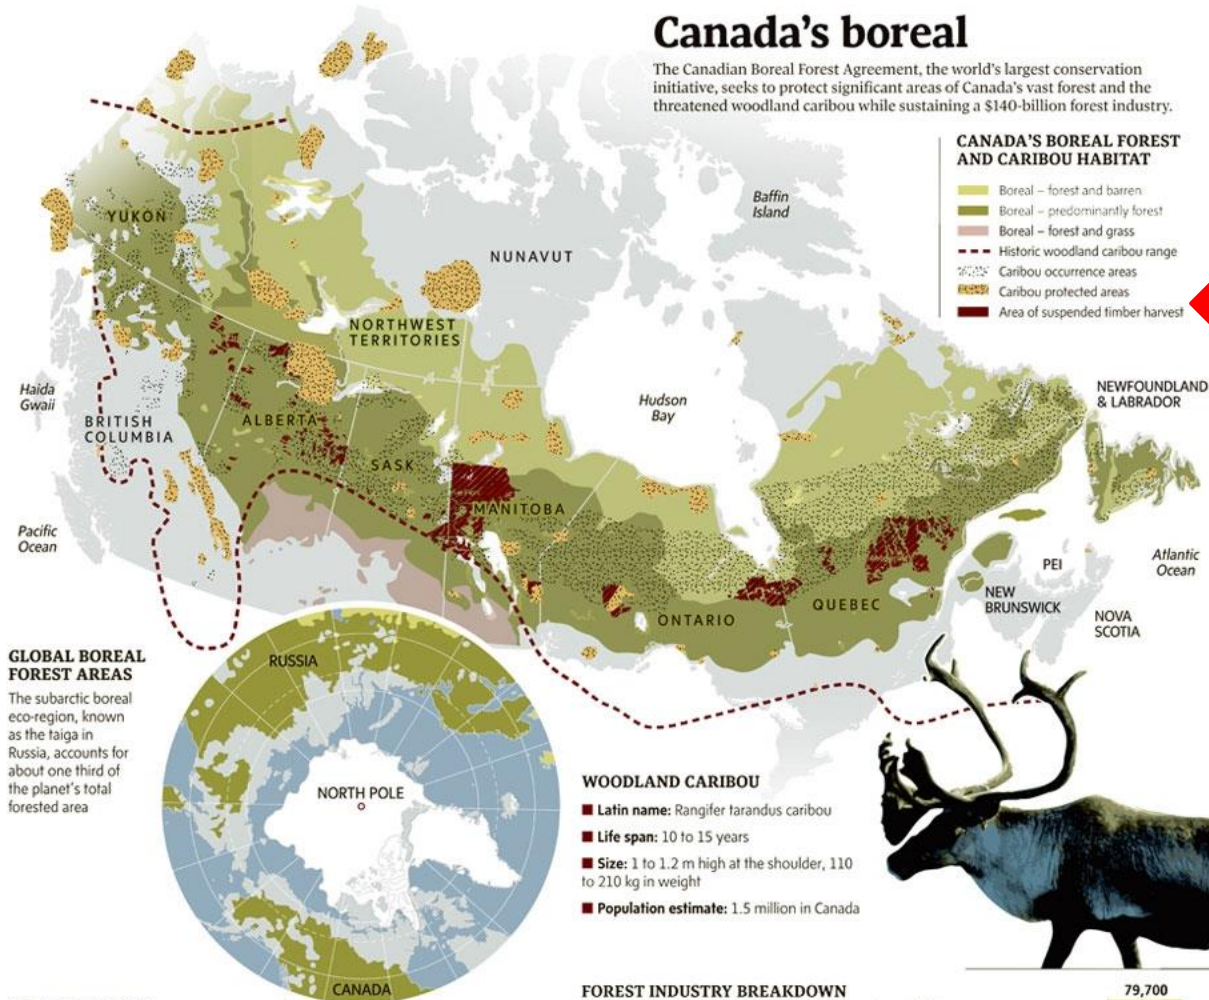 Canada's boreal
The Canadian Boreal Forest Agreement, the world's largest conservation
initiative, seeks to protect significant areas of Canada's vast forest and the
threatened woodland caribou while sustaining a $140-billion forest industry.
CANADA'S BOREAL FOREST
AND CARIBOU HABITAT
Boreal – forest and barren
Boreal – predominantly forest
Boreal – forest and grass
Historic woodland caribou range
Caribou occurrence areas
Caribou protected areas
Area of suspended timber harvest
Baffin
Island
YUKON
NUNAVUT
NORTHWEST
TERRITORIES
Haida
Gwaii
BRITISH
COLUMBIA
ALBERTA
SASK
MANITOBA
Hudson
Bay
NEWFOUNDLAND
& LABRADOR
Pacific
Ocean
ONTARIO
QUEBEC
PEI
NEW
BRUNSWICK
NOVA
SCOTIA
Atlantic
Ocean
GLOBAL BOREAL
FOREST AREAS
The subarctic boreal
eco-region, known
as the taiga in
Russia, accounts for
about one third of
the planet's total
forested area
RUSSIA
NORTH POLE
CANADA
WOODLAND CARIBOU
Latin name: Rangifer tarandus caribou
Life span: 10 to 15 years
Size: 1 to 1.2 m high at the shoulder, 110
to 210 kg in weight
Population estimate: 1.5 million in Canada
FOREST INDUSTRY BREAKDOWN
79,700